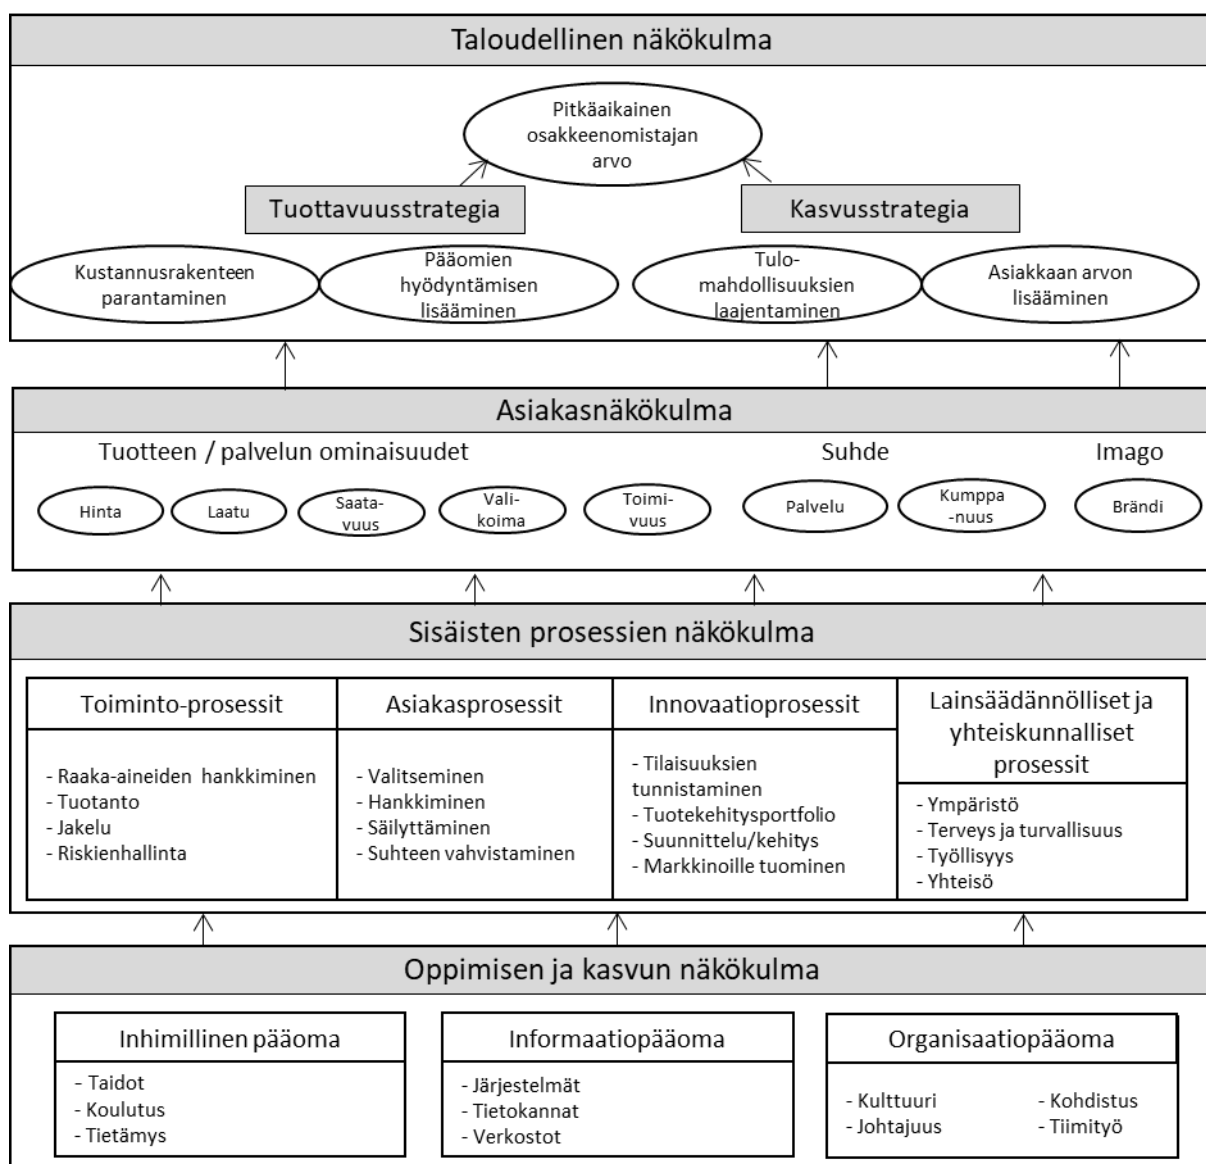 Taloudellinen näkökulma
Pitkäaikainen
osakkeenomistajan
arvo
Tuottavuusstrategia
Kasvusstrategia
Kustannusrakenteen
parantaminen
Pääomien
hyödyntämisen
lisääminen
Tulo-
mahdollisuuksien
laajentaminen
Asiakkaan arvon
lisääminen
Asiakasnäkökulma
Tuotteen / palvelun ominaisuudet
Suhde
Imago
Hinta
Laatu
Saata-
vuus
Vali-
koima
Toimi-
vuus
Palvelu
Kumppa
-nuus
Brändi
Sisäisten prosessien näkökulma
Toiminto-prosessit
- Raaka-aineiden hankkiminen
- Tuotanto
- Jakelu
- Riskienhallinta
Asiakasprosessit
- Valitseminen
- Hankkiminen
- Säilyttäminen
- Suhteen vahvistaminen
Innovaatioprosessit
- Tilaisuuksien
tunnistaminen
- Tuotekehitysportfolio
- Suunnittelu/kehitys
- Markkinoille tuominen
Lainsäädännölliset ja
yhteiskunnalliset
prosessit
- Ympäristö
- Terveys ja turvallisuus
- Työllisyys
- Yhteisö
Oppimisen ja kasvun näkökulma
Inhimillinen pääoma
- Taidot
- Koulutus
- Tietämys
Informaatiopääoma
- Järjestelmät
- Tietokannat
- Verkostot
Organisaatiopääoma
- Kulttuuri
- Johtajuus
- Kohdistus
- Tiimityö